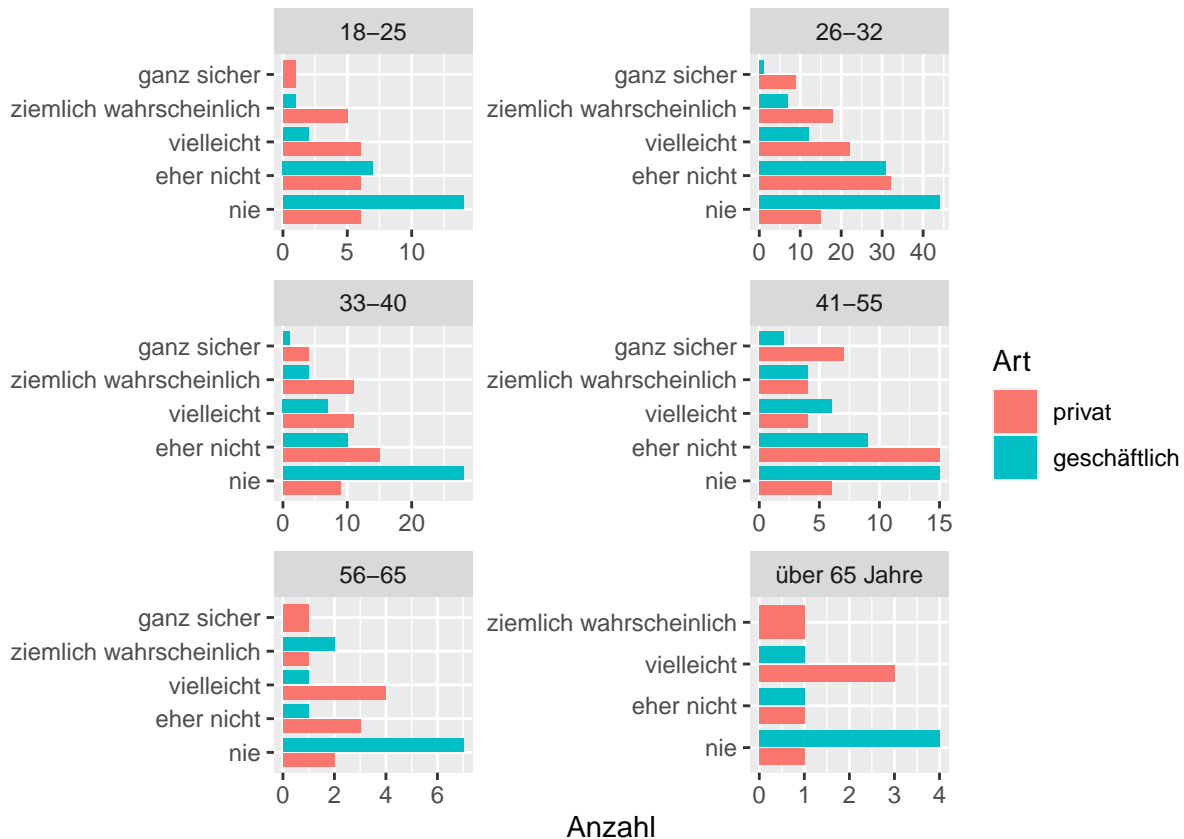 18−25
ganz sicher
ziemlich wahrscheinlich
vielleicht
eher nicht
nie
0 5 10
26−32
ganz sicher
ziemlich wahrscheinlich
vielleicht
eher nicht
nie
0 10 20 30 40
33−40
ganz sicher
ziemlich wahrscheinlich
vielleicht
eher nicht
nie
0 10 20
41−55
ganz sicher
ziemlich wahrscheinlich
vielleicht
eher nicht
nie
0 5 10 15
56−65
ganz sicher
ziemlich wahrscheinlich
vielleicht
eher nicht
nie
0 2 4 6
über 65 Jahre
ziemlich wahrscheinlich
vielleicht
eher nicht
nie
0 1 2 3 4
Anzahl
Art
privat
geschäftlich